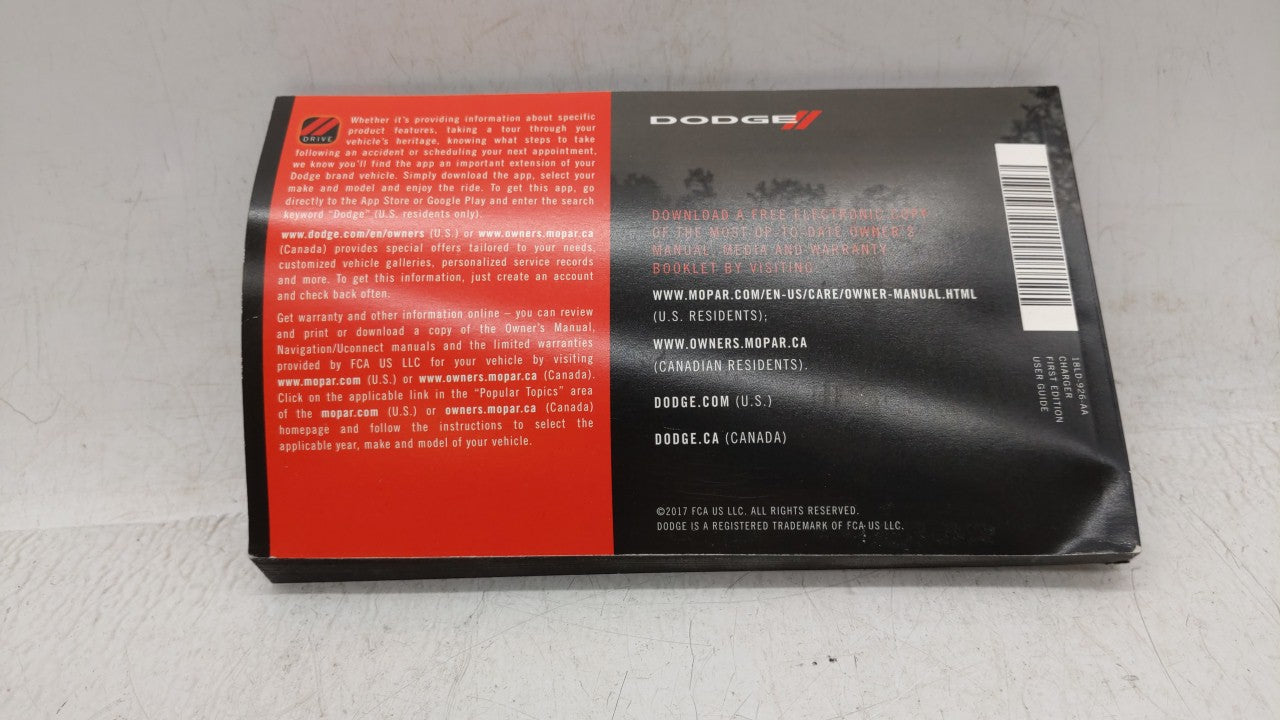 DRIVE
Whether it's providing information about specific
product features, taking a tour through your
vehicle's heritage, knowing what steps to take
following an accident or scheduling your next appointment,
we know you'll find the app an important extension of your
Dodge brand vehicle. Simply download the app, select your
make and model and enjoy the ride. To get this app, go
directly to the App Store or Google Play and enter the search
keyword "Dodge" (U.S. residents only).
www.dodge.com/en/owners (U.S.) or www.owners.mopar.ca
(Canada) provides special offers tailored to your needs,
customized vehicle galleries, personalized service records
and more. To get this information, just create an account
and check back often.
Get warranty and other information online – you can review
and print or download a copy of the Owner's Manual,
Navigation/Uconnect manuals and the limited warranties
provided by FCA US LLC for your vehicle by visiting
www.mopar.com (U.S.) or www.owners.mopar.ca (Canada).
Click on the applicable link in the "Popular Topics" area
of the mopar.com (U.S.) or owners.mopar.ca (Canada)
homepage and follow the instructions to select the
applicable year, make and model of your vehicle.
DODGE
DOWNLOAD A FREE ELECTRONIC COPY
OF THE MOST UP-TO-DATE OWNER'S
MANUAL, MEDIA AND WARRANTY
BOOKLET BY VISITING:
WWW.MOPAR.COM/EN-US/CARE/OWNER-MANUAL.HTML
(U.S. RESIDENTS);
WWW.OWNERS.MOPAR.CA
(CANADIAN RESIDENTS).
DODGE.COM (U.S.)
DODGE.CA (CANADA)
©2017 FCA US LLC. ALL RIGHTS RESERVED.
DODGE IS A REGISTERED TRADEMARK OF FCA US LLC.
18LD-926-AA
CHARGER
FIRST EDITION
USER GUIDE